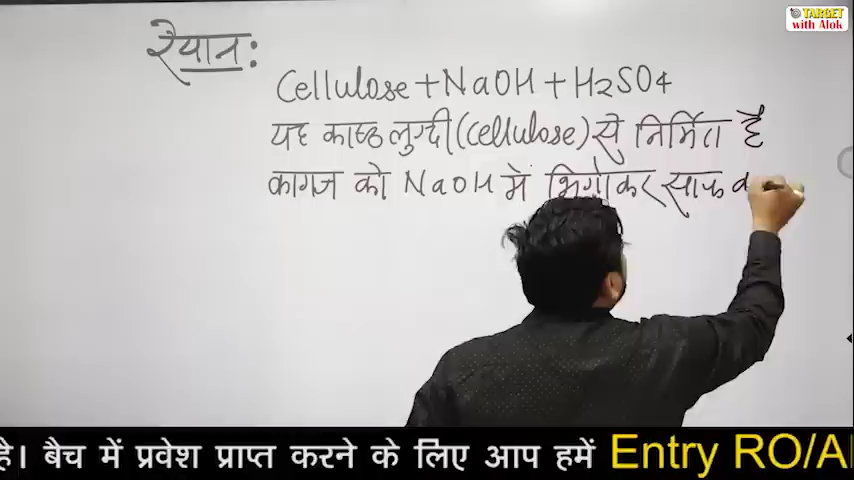 TARGET
with Alok
रेयान:
Cellulose + NaOH + H2SO4
यह काष्ठ लुग्दी (Cellulose) से निर्मित है
कागज को NaOH मे भिगोकर साफ
है। बैच में प्रवेश प्राप्त करने के लिए आप हमें Entry RO/A